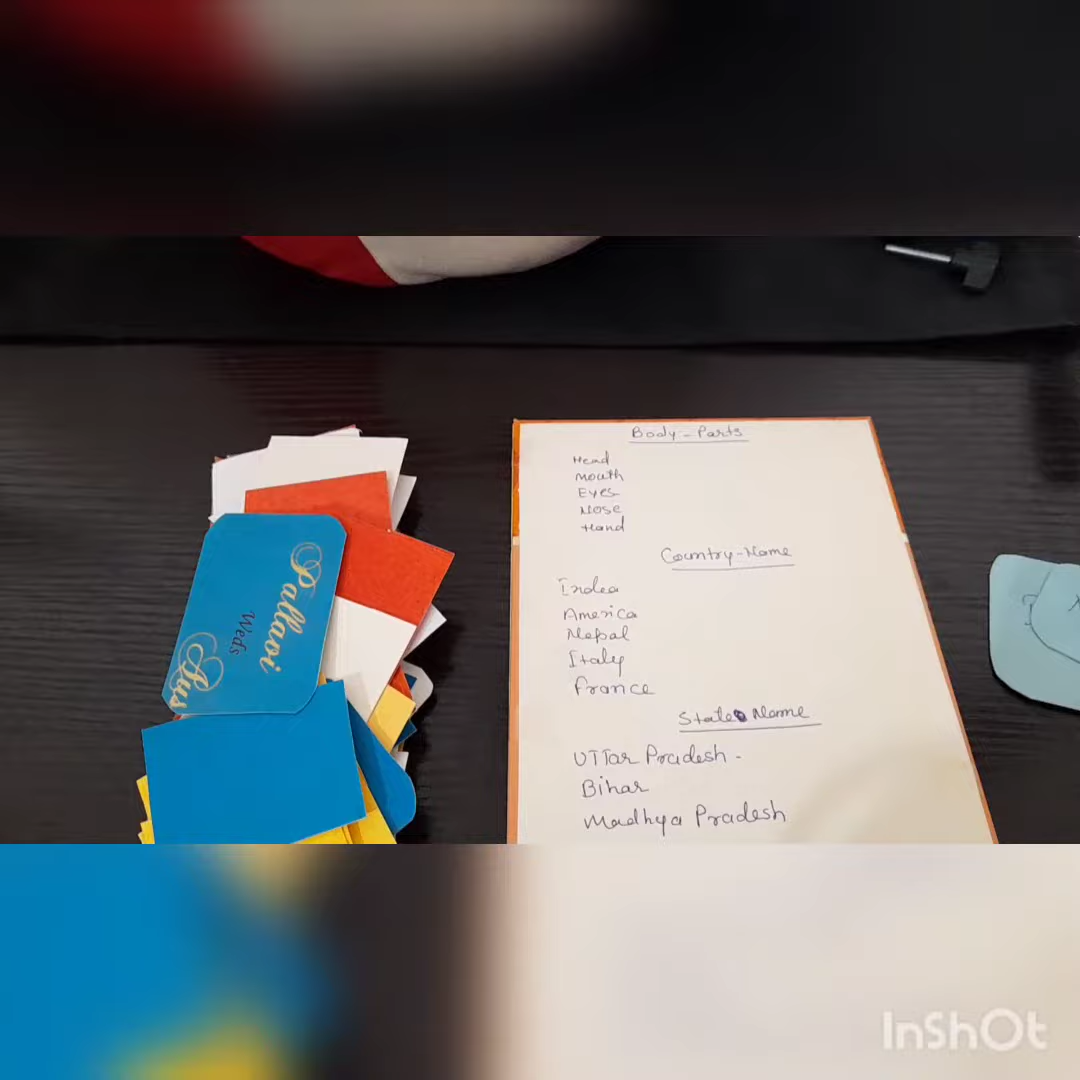 Pallavi
Weds
Body-Parts
Head
Mouth
Eyes
Nose
Hand
Country-Name
India
America
Nepal
Italy
France
State Name
UTTar Pradesh -
Bihar
Madhya Pradesh
InShOt